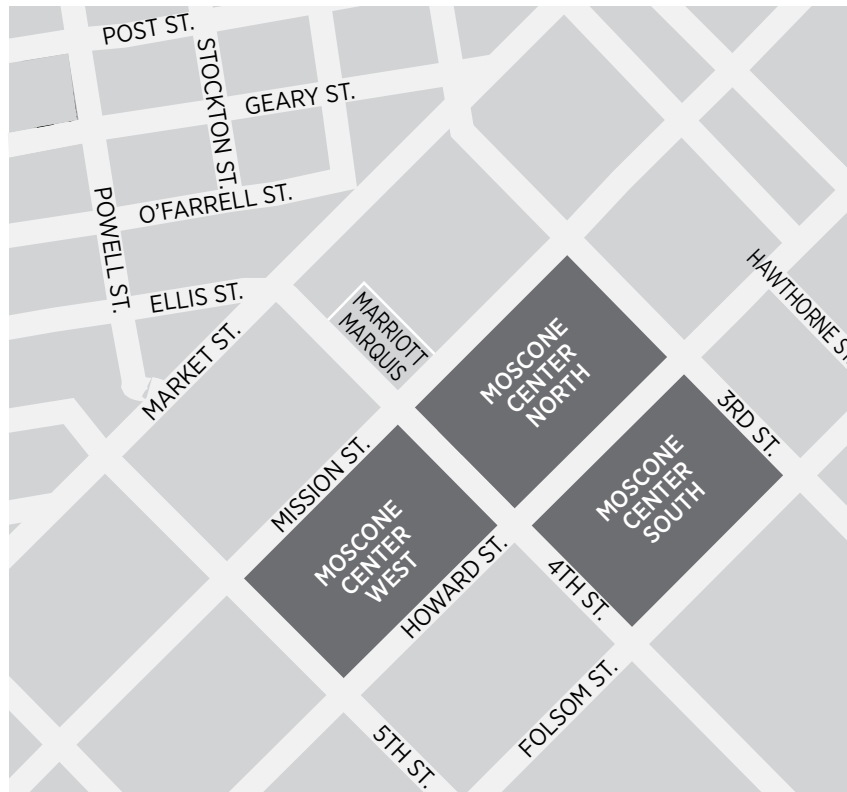 POST ST.
STOCKTON ST.
GEARY ST.
POWELL ST.
O'FARRELL ST.
ELLIS ST.
MARKET ST.
MARRIOTT
MARQUIS
HAWTHORNE ST.
MISSION ST.
MOSCONE
CENTER
NORTH
3RD ST.
MOSCONE
CENTER
WEST
MOSCONE
CENTER
SOUTH
HOWARD ST.
4TH ST.
FOLSOM ST.
5TH ST.